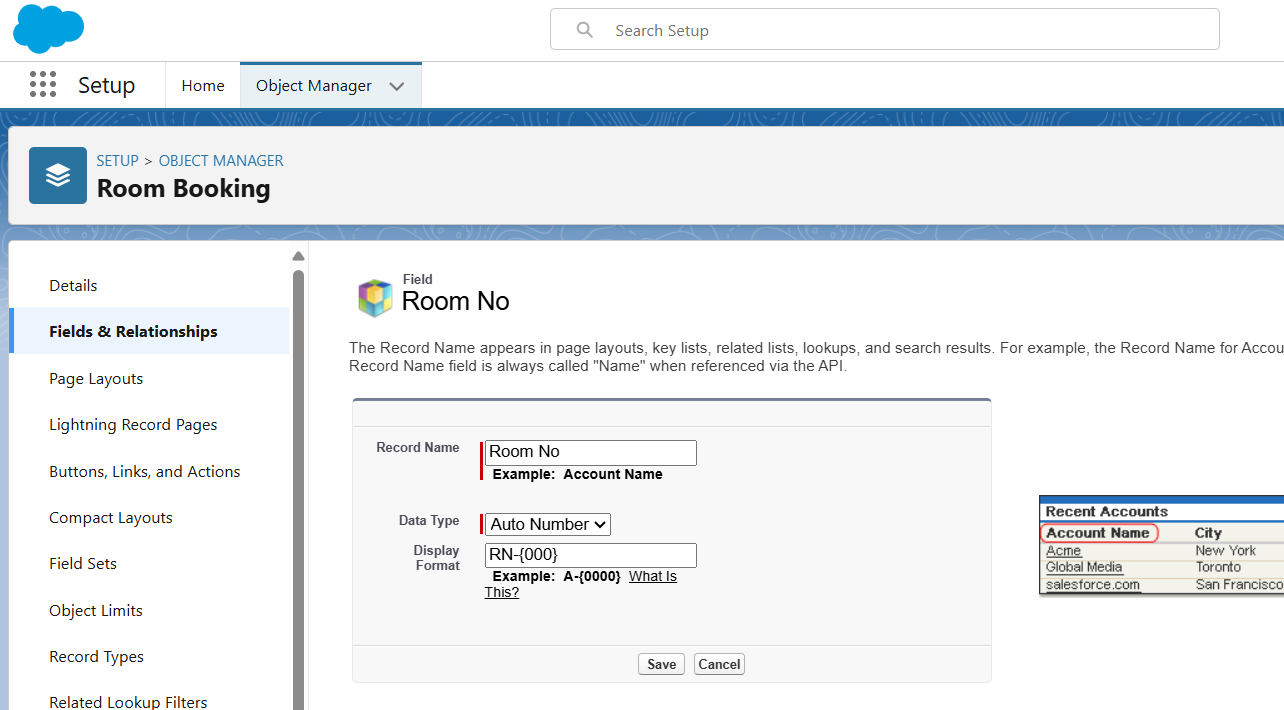 Search Setup
Setup
Home
Object Manager
SETUP > OBJECT MANAGER
Room Booking
Details
Fields & Relationships
Page Layouts
Lightning Record Pages
Buttons, Links, and Actions
Compact Layouts
Field Sets
Object Limits
Record Types
Related Lookup Filters
Field
Room No
The Record Name appears in page layouts, key lists, related lists, lookups, and search results. For example, the Record Name for Accou
Record Name field is always called "Name" when referenced via the API.
Record Name
Room No
Example: Account Name
Data Type
Auto Number
Display
Format
RN-{000}
Example: A-{0000} What Is
This?
Save Cancel
Recent Accounts
Account Name City
Acme New York
Global Media Toronto
salesforce.com San Francisco